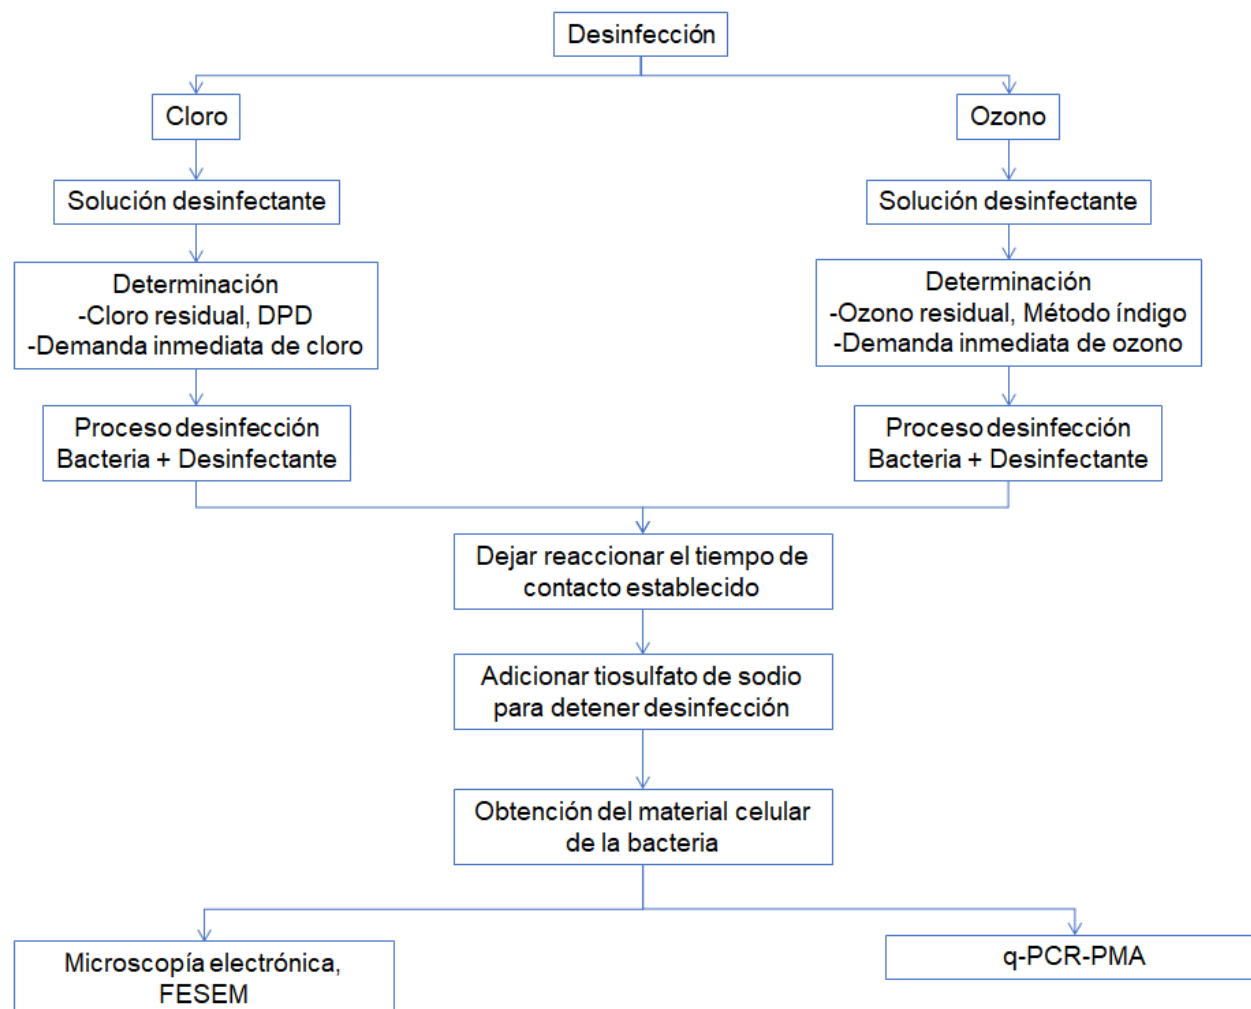 Desinfección
Cloro
Ozono
Solución desinfectante
Solución desinfectante
Determinación
-Cloro residual, DPD
-Demanda inmediata de cloro
Determinación
-Ozono residual, Método índigo
-Demanda inmediata de ozono
Proceso desinfección
Bacteria + Desinfectante
Proceso desinfección
Bacteria + Desinfectante
Dejar reaccionar el tiempo de
contacto establecido
Adicionar tiosulfato de sodio
para detener desinfección
Obtención del material celular
de la bacteria
Microscopía electrónica,
FESEM
q-PCR-PMA